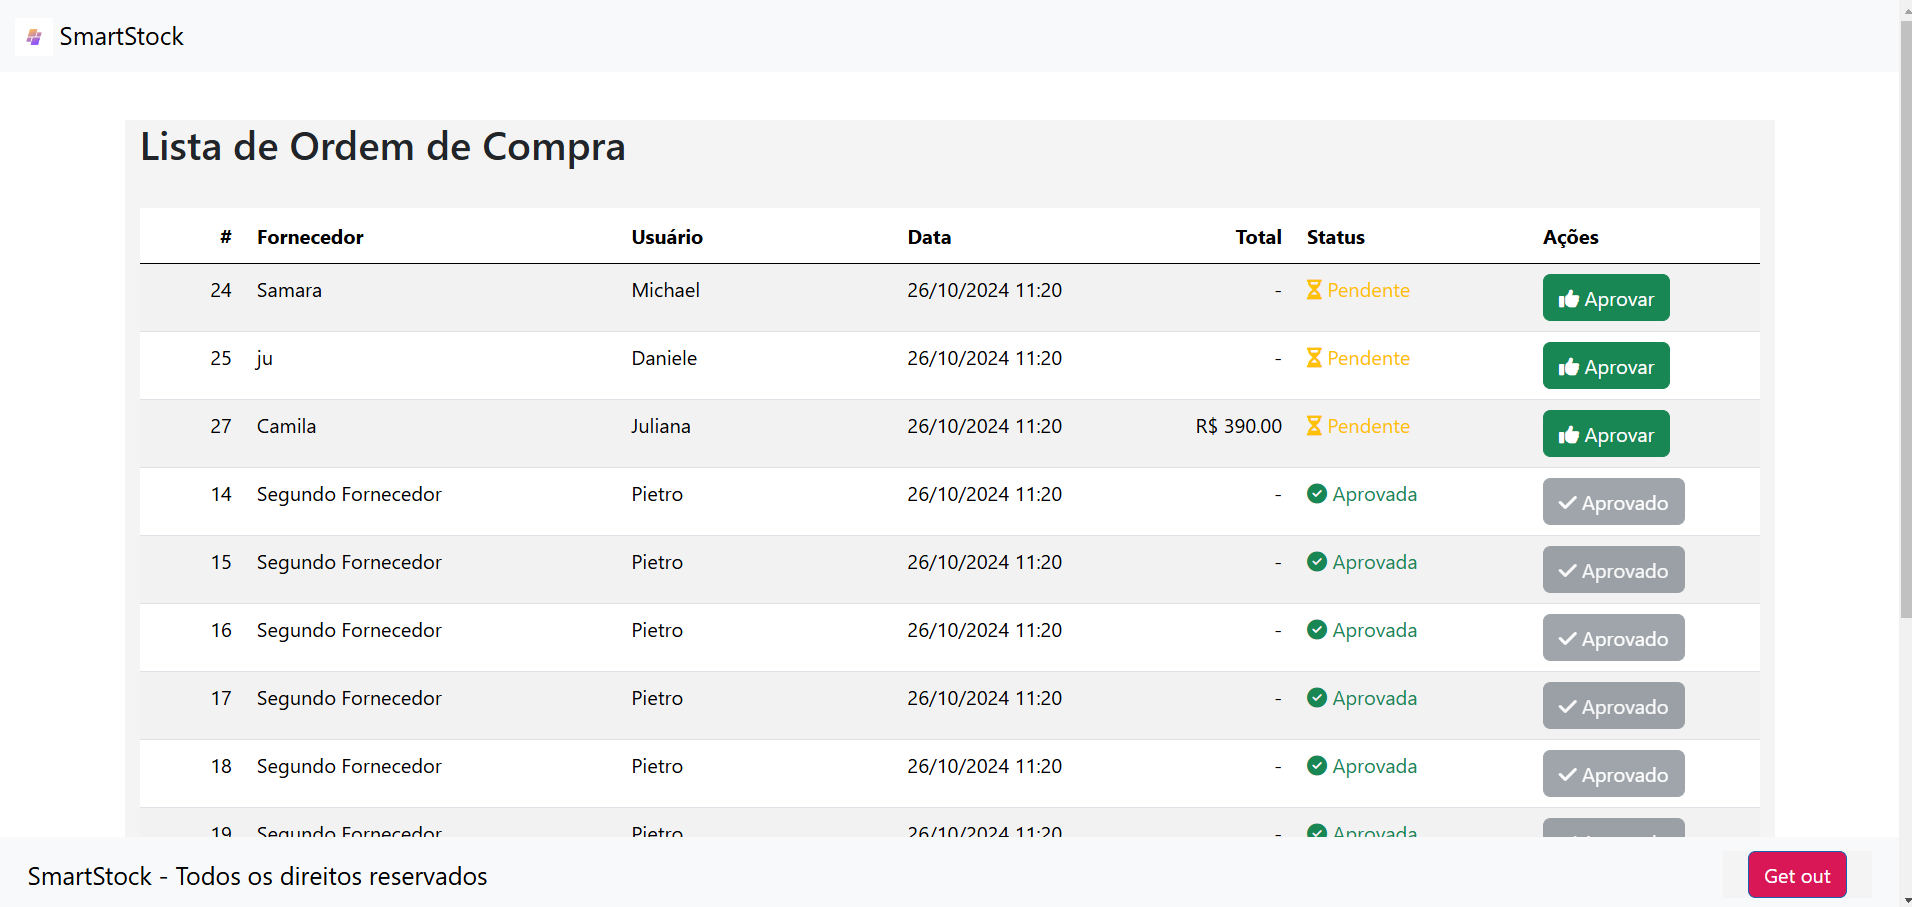 SmartStock
Lista de Ordem de Compra
# Fornecedor Usuário Data Total Status Ações
24 Samara Michael 26/10/2024 11:20 - Pendente Aprovar
25 ju Daniele 26/10/2024 11:20 - Pendente Aprovar
27 Camila Juliana 26/10/2024 11:20 R$ 390.00 Pendente Aprovar
14 Segundo Fornecedor Pietro 26/10/2024 11:20 - Aprovada Aprovado
15 Segundo Fornecedor Pietro 26/10/2024 11:20 - Aprovada Aprovado
16 Segundo Fornecedor Pietro 26/10/2024 11:20 - Aprovada Aprovado
17 Segundo Fornecedor Pietro 26/10/2024 11:20 - Aprovada Aprovado
18 Segundo Fornecedor Pietro 26/10/2024 11:20 - Aprovada Aprovado
19 Segundo Fornecedor Pietro 26/10/2024 11:20 - Aprovada
SmartStock - Todos os direitos reservados
Get out